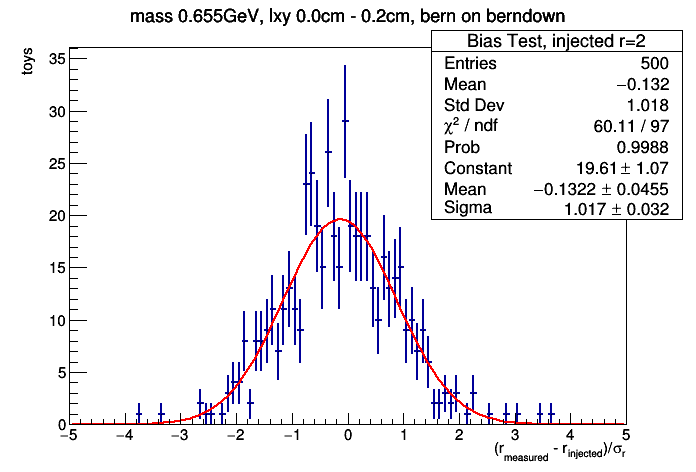 mass 0.655GeV, lxy 0.0cm - 0.2cm, bern on berndown
Bias Test, injected r=2
Entries 500
Mean −0.132
Std Dev 1.018
χ² / ndf 60.11 / 97
Prob 0.9988
Constant 19.61 ± 1.07
Mean −0.1322 ± 0.0455
Sigma 1.017 ± 0.032
toys
35
30
25
20
15
10
5
0
−5 −4 −3 −2 −1 0 1 2 3 4 5
(r_measured - r_injected)/σ_r